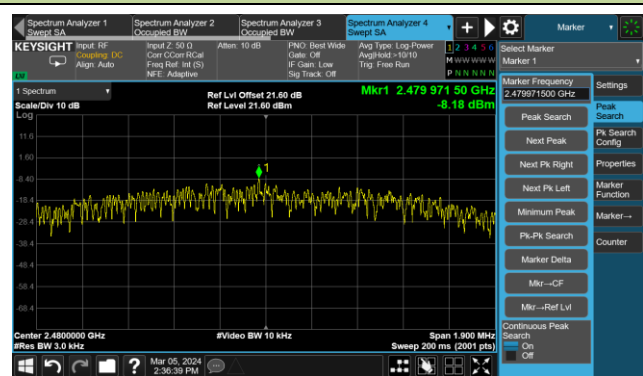 Spectrum Analyzer 1
Swept SA
Spectrum Analyzer 2
Occupied BW
Spectrum Analyzer 3
Occupied BW
Spectrum Analyzer 4
Swept SA
Marker
KEYSIGHT
Input: RF
Coupling: DC
Align: Auto
Input Z: 50 Ω
Corr CCorr RCal
Freq Ref: Int (S)
NFE: Adaptive
Atten: 10 dB
PNO: Best Wide
Gate: Off
IF Gain: Low
Sig Track: Off
Avg Type: Log-Power
Avg|Hold:>10/10
Trig: Free Run
1 2 3 4 5 6
M W W W W W
P N N N N N
LW
Select Marker
Marker 1
1 Spectrum
Scale/Div 10 dB
Log
Ref Lvl Offset 21.60 dB
Ref Level 21.60 dBm
Mkr1 2.479 971 50 GHz
-8.18 dBm
11.6
1.60
-8.40
-18.4
-28.4
-38.4
-48.4
-58.4
-68.4
1
Center 2.4800000 GHz
#Res BW 3.0 kHz
#Video BW 10 kHz
Span 1.900 MHz
Sweep 200 ms (2001 pts)
Marker Frequency
2.479971500 GHz
Peak Search
Next Peak
Next Pk Right
Next Pk Left
Minimum Peak
Pk-Pk Search
Marker Delta
Mkr→CF
Mkr→Ref Lvl
Continuous Peak
Search
On
Off
Settings
Peak
Search
Pk Search
Config
Properties
Marker
Function
Marker→
Counter
Mar 05, 2024
2:36:39 PM